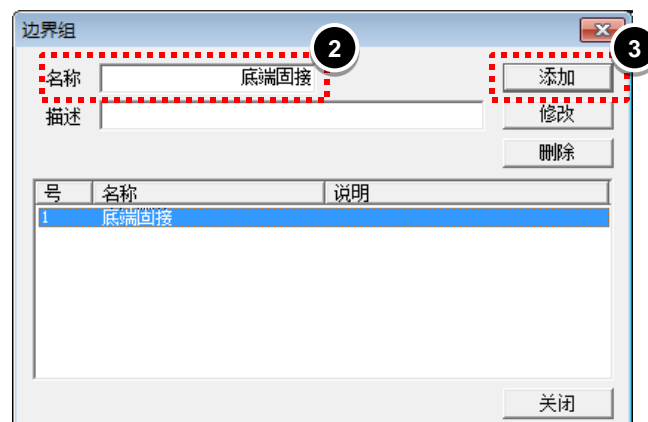 边界组
2
3
名称 底端固接 添加
描述 修改
删除
号 名称 说明
1 底端固接
关闭